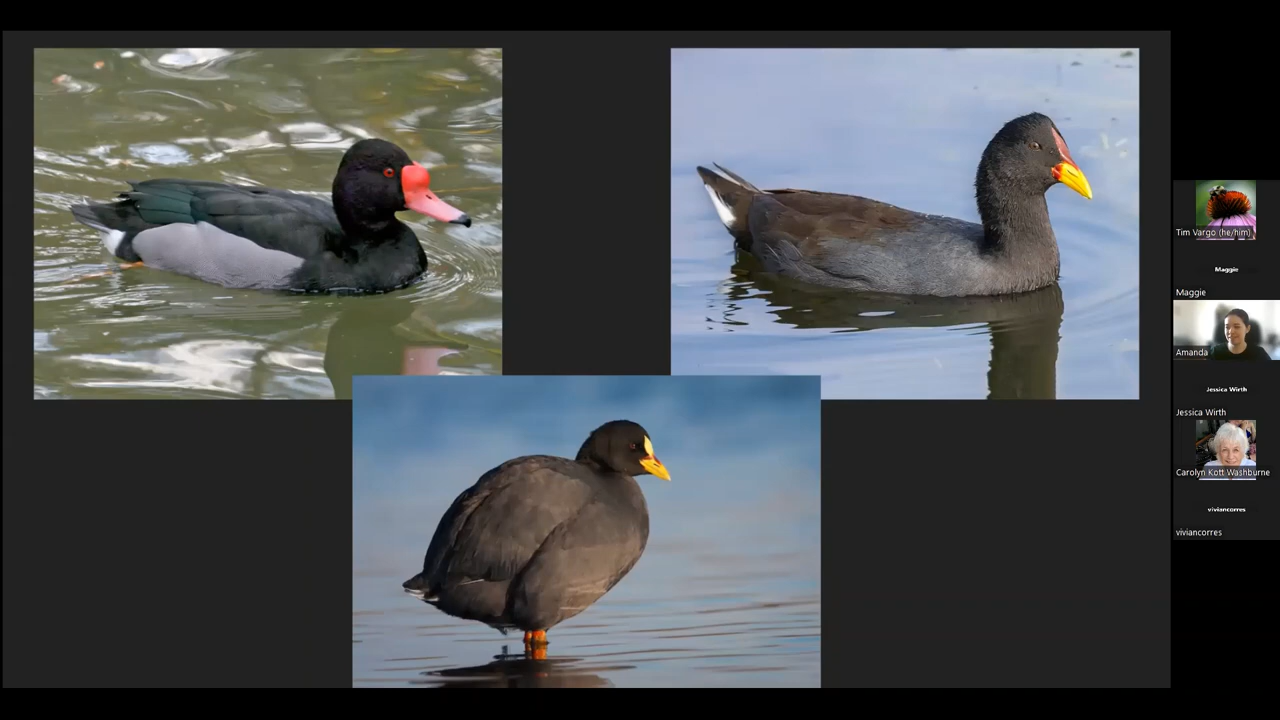 Tim Vargo (he/him)
Maggie
Maggie
Amanda
Jessica Wirth
Jessica Wirth
Carolyn Kott Washburne
viviancorres
viviancorres